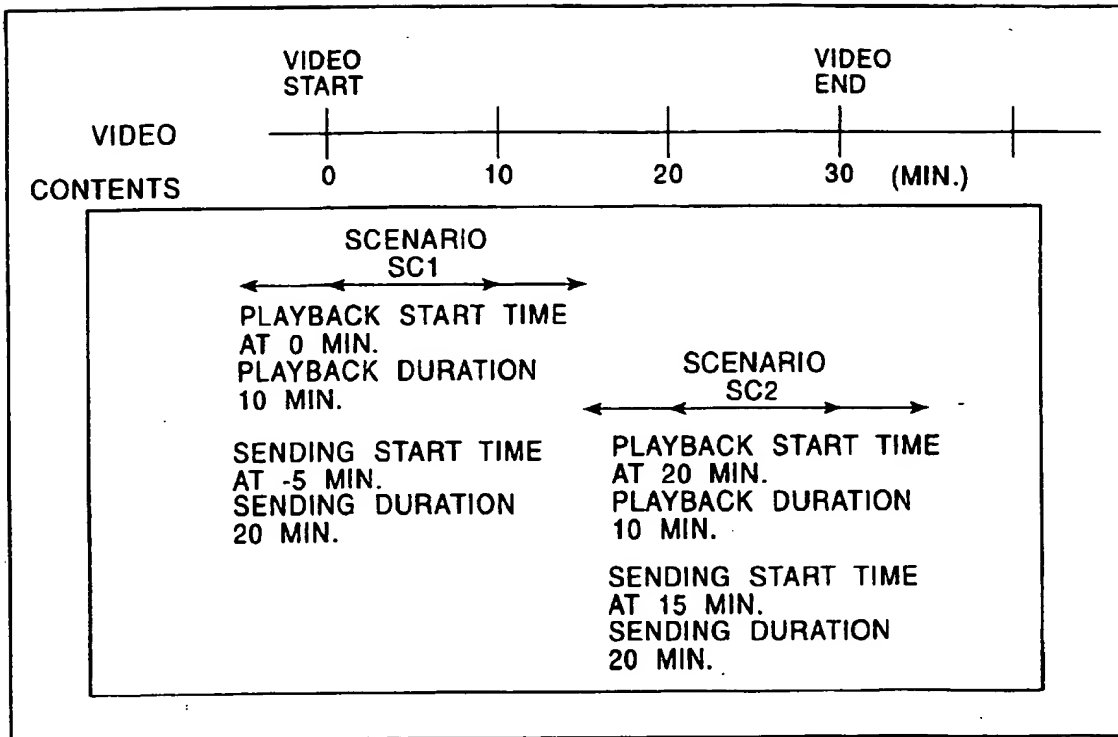 VIDEO
START
VIDEO
END
VIDEO
0 10 20 30 (MIN.)
CONTENTS
SCENARIO
SC1
PLAYBACK START TIME
AT 0 MIN.
PLAYBACK DURATION
10 MIN.
SENDING START TIME
AT -5 MIN.
SENDING DURATION
20 MIN.
SCENARIO
SC2
PLAYBACK START TIME
AT 20 MIN.
PLAYBACK DURATION
10 MIN.
SENDING START TIME
AT 15 MIN.
SENDING DURATION
20 MIN.